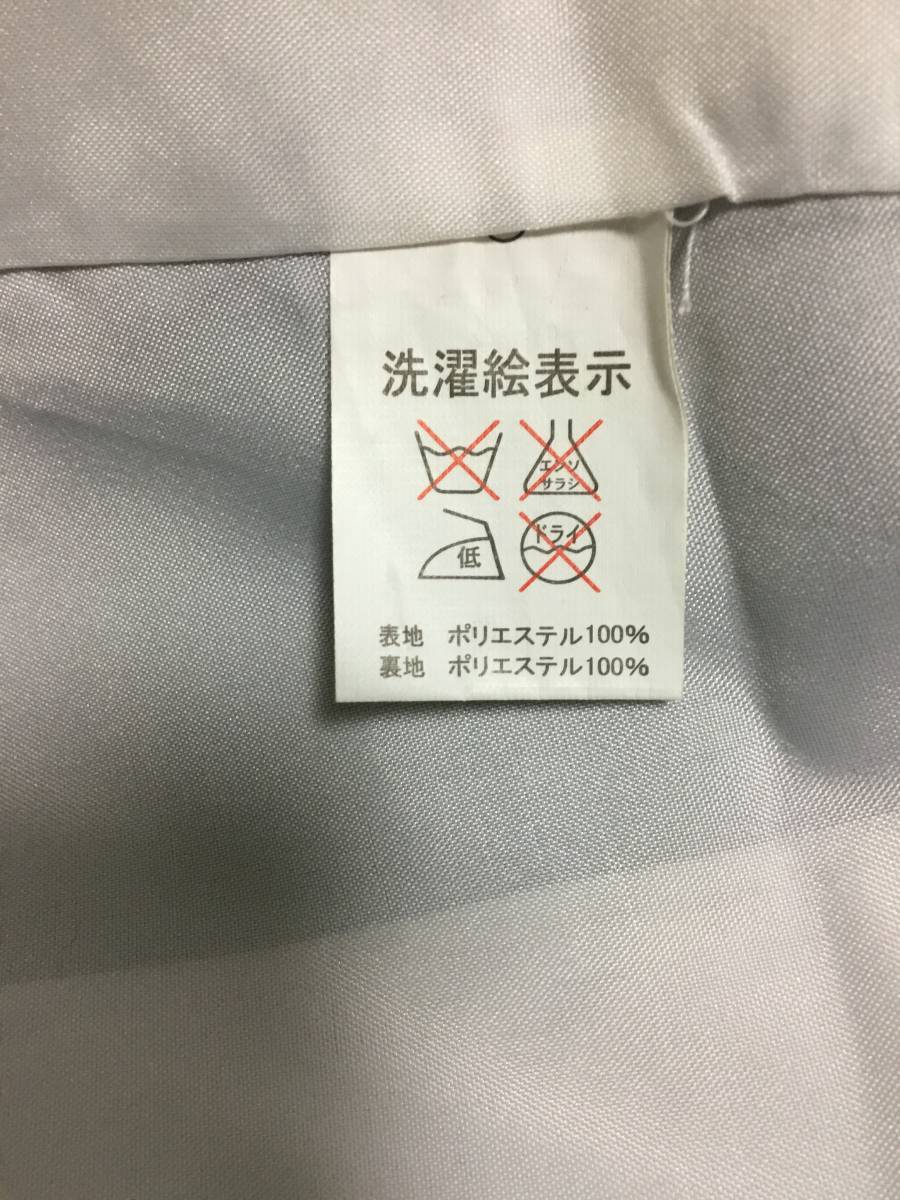 洗濯絵表示
エンソ
サラシ
低
ドライ
表地 ポリエステル100%
裏地 ポリエステル100%